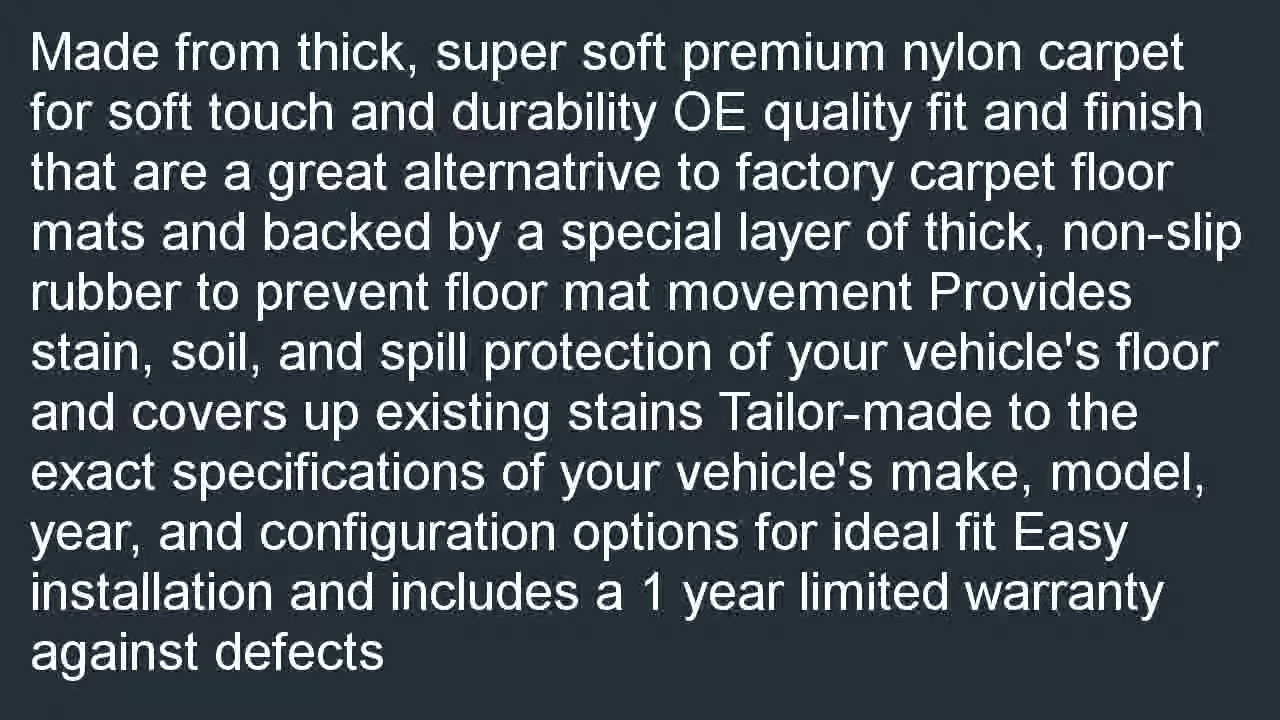 Made from thick, super soft premium nylon carpet
for soft touch and durability OE quality fit and finish
that are a great alternatrive to factory carpet floor
mats and backed by a special layer of thick, non-slip
rubber to prevent floor mat movement Provides
stain, soil, and spill protection of your vehicle's floor
and covers up existing stains Tailor-made to the
exact specifications of your vehicle's make, model,
year, and configuration options for ideal fit Easy
installation and includes a 1 year limited warranty
against defects